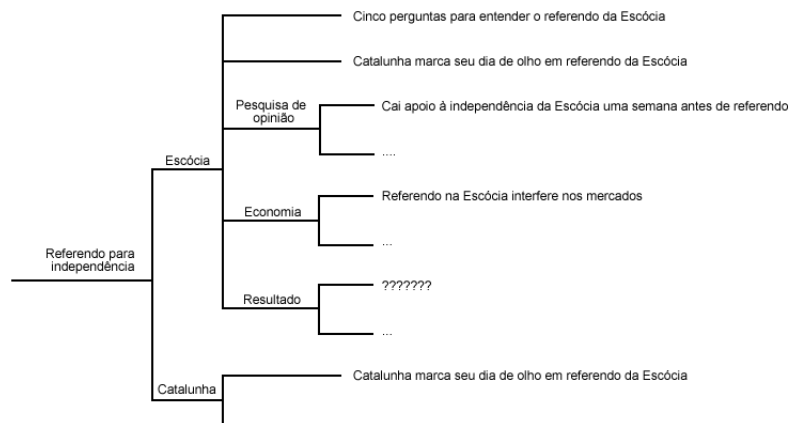 Cinco perguntas para entender o referendo da Escócia
Catalunha marca seu dia de olho em referendo da Escócia
Pesquisa de
opinião
Cai apoio à independência da Escócia uma semana antes de referendo
....
Escócia
Referendo na Escócia interfere nos mercados
Economia
...
Referendo para
independência
???????
Resultado
...
Catalunha marca seu dia de olho em referendo da Escócia
Catalunha